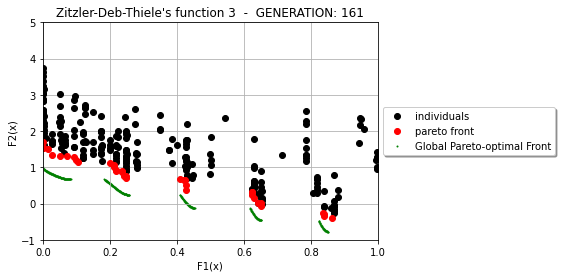 Zitzler-Deb-Thiele's function 3 - GENERATION: 161
5
4
3
2
1
0
−1
F2(x)
0.0 0.2 0.4 0.6 0.8 1.0
F1(x)
individuals
pareto front
Global Pareto-optimal Front